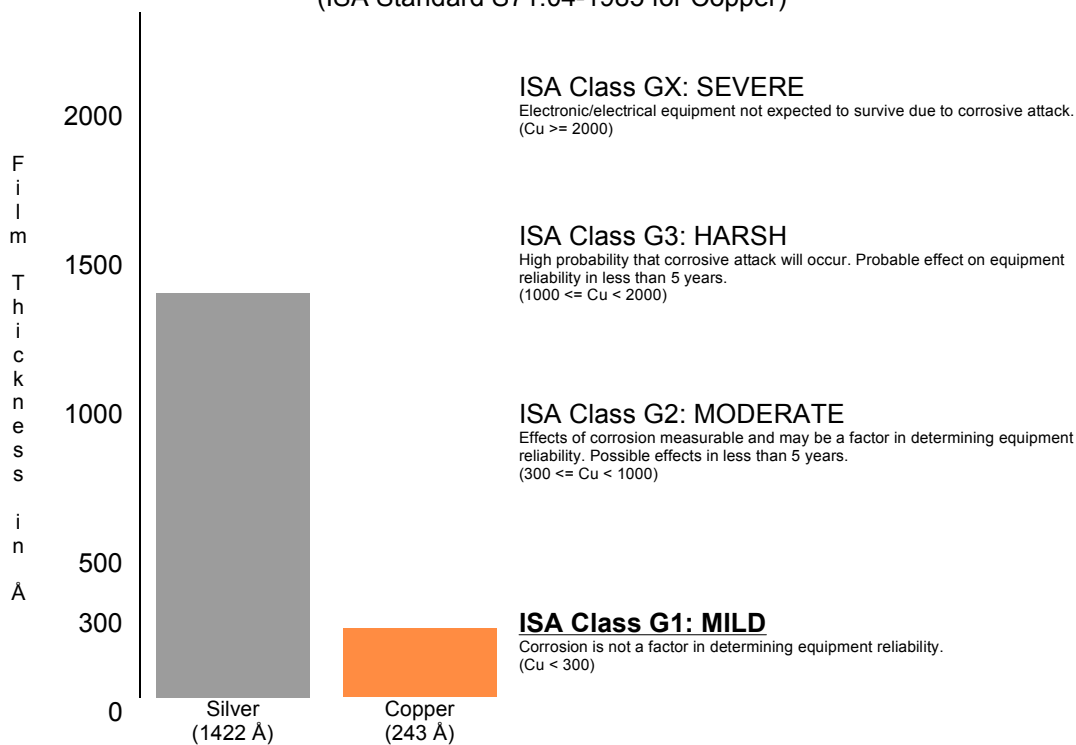 (ISA Standard S71.04-1985 for Copper)
ISA Class GX: SEVERE
Electronic/electrical equipment not expected to survive due to corrosive attack.
(Cu >= 2000)
ISA Class G3: HARSH
High probability that corrosive attack will occur. Probable effect on equipment
reliability in less than 5 years.
(1000 <= Cu < 2000)
ISA Class G2: MODERATE
Effects of corrosion measurable and may be a factor in determining equipment
reliability. Possible effects in less than 5 years.
(300 <= Cu < 1000)
ISA Class G1: MILD
Corrosion is not a factor in determining equipment reliability.
(Cu < 300)
Film Thickness in Å
2000
1500
1000
500
300
0
Silver
(1422 Å)
Copper
(243 Å)